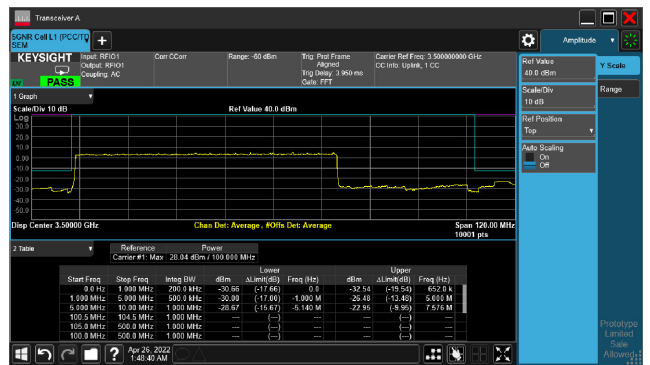 Transceiver A
5GNR Cell L1 (PCC/TD
SEM
+
Amplitude
KEYSIGHT
Input: RFIO1
Output: RFIO1
Coupling: AC
Corr CCorr
Range: -60 dBm
Trig: Prot Frame
Aligned
Trig Delay: 3.950 ms
Gate: FFT
Carrier Ref Freq: 3.500000000 GHz
CC Info: Uplink, 1 CC
PASS
Ref Value
40.0 dBm
Y Scale
Scale/Div
10 dB
Range
Ref Position
Top
Auto Scaling
On
Off
1 Graph
Scale/Div 10 dB
Ref Value 40.0 dBm
Log
30.0
20.0
10.0
0.00
-10.0
-20.0
-30.0
-40.0
-50.0
Disp Center 3.50000 GHz
Chan Det: Average , #Offs Det: Average
Span 120.00 MHz
10001 pts
2 Table
Reference Power
Carrier #1: Max 28.04 dBm / 100.000 MHz
Lower Upper
Start Freq Stop Freq Integ BW dBm ΔLimit(dB) Freq (Hz) dBm ΔLimit(dB) Freq (Hz)
0.0 Hz 1.000 MHz 200.0 kHz -30.66 (-17.66) 0.0 -32.54 (-19.54) 652.0 k
1.000 MHz 5.000 MHz 500.0 kHz -30.00 (-17.00) -1.000 M -26.48 (-13.48) 5.000 M
5.000 MHz 10.00 MHz 1.000 MHz -28.67 (-15.67) -5.140 M -22.95 (-9.95) 7.576 M
100.5 MHz 104.5 MHz 1.000 MHz --- (---) --- (---)
105.0 MHz 500.0 MHz 1.000 MHz --- (---) --- (---)
100.0 MHz 500.0 MHz 1.000 MHz --- (---) --- (---)
Apr 26, 2022
1:48:40 AM
Prototype
Limited
Sale
Allowed